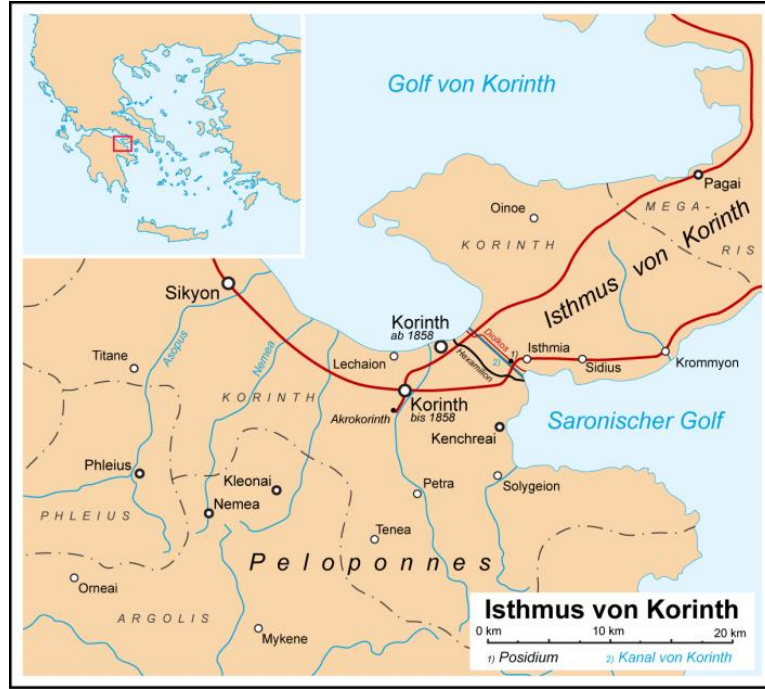 Golf von Korinth
Pagai
MEGA-
RIS
Oinoe
KORINTH
Isthmus von Korinth
Sikyon
Korinth
ab 1858
Diolkos
1)
2)
Hexamilion
Isthmia
Sidius
Krommyon
Asopus
Nemea
Titane
Lechaion
KORINTH
Korinth
bis 1858
Akrokorinth
Saronischer Golf
Kenchreai
Phleius
Kleonai
Petra
Solygeion
Nemea
PHLEIUS
Tenea
Peloponnes
Orneai
ARGOLIS
Mykene
Isthmus von Korinth
0 km 10 km 20 km
1) Posidium 2) Kanal von Korinth